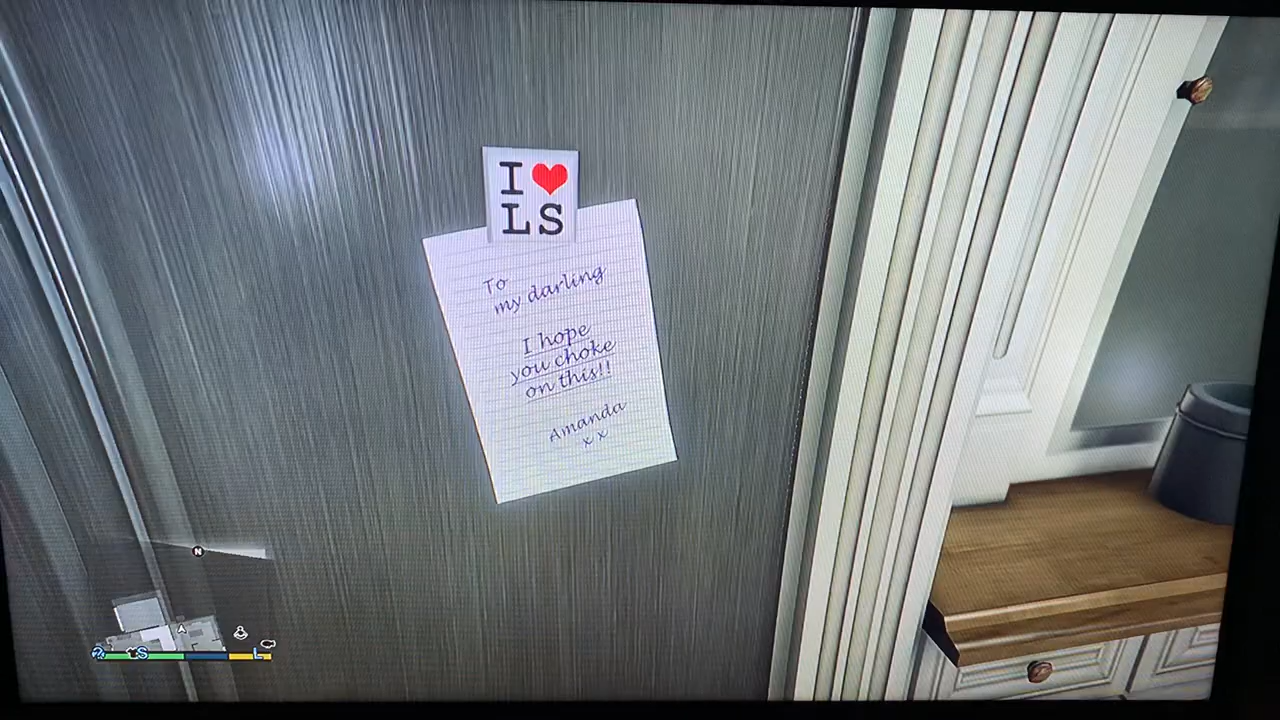 I ❤
LS
To
my darling
I hope
you choke
on this!!
Amanda
x x
N
S
L